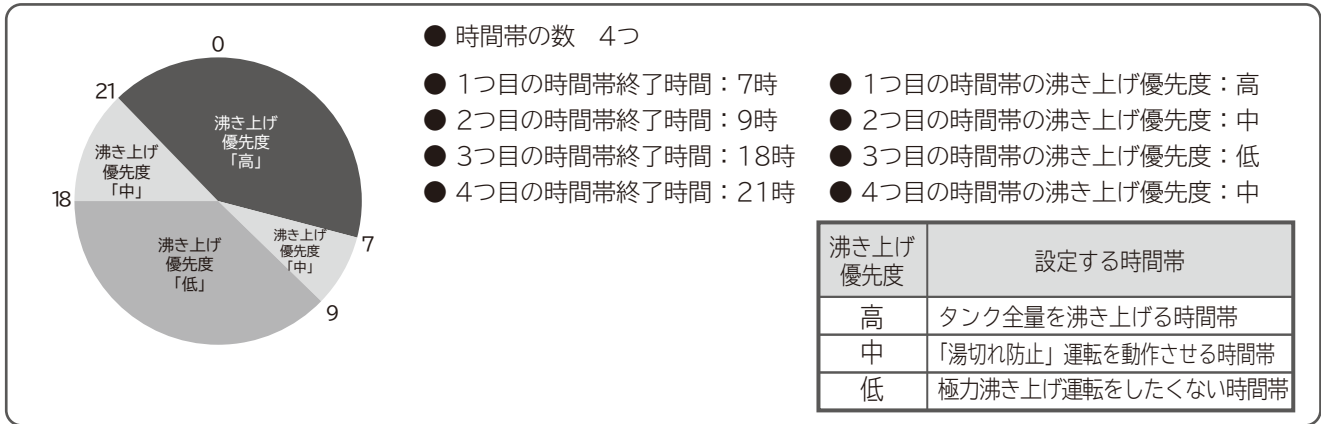 0
21
沸き上げ
優先度
「高」
沸き上げ
優先度
「中」
18
沸き上げ
優先度
「低」
沸き上げ
優先度
「中」
7
9
● 時間帯の数　4つ
● 1つ目の時間帯終了時間：7時
● 2つ目の時間帯終了時間：9時
● 3つ目の時間帯終了時間：18時
● 4つ目の時間帯終了時間：21時
● 1つ目の時間帯の沸き上げ優先度：高
● 2つ目の時間帯の沸き上げ優先度：中
● 3つ目の時間帯の沸き上げ優先度：低
● 4つ目の時間帯の沸き上げ優先度：中
沸き上げ
優先度
設定する時間帯
高 タンク全量を沸き上げる時間帯
中 「湯切れ防止」運転を動作させる時間帯
低 極力沸き上げ運転をしたくない時間帯